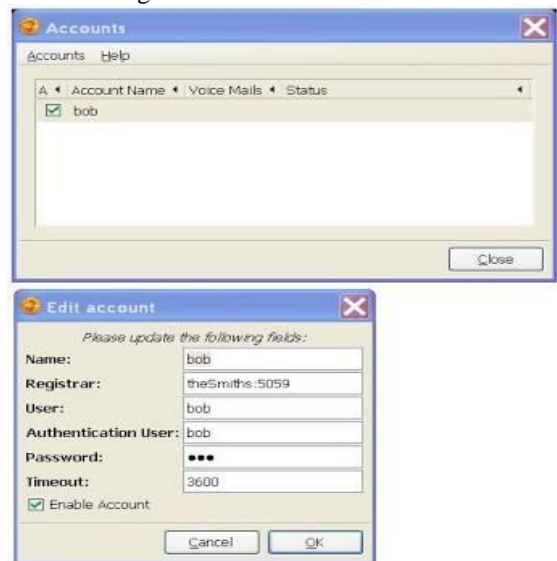 Accounts
Accounts Help
A Account Name Voice Mails Status
bob
Close
Edit account
Please update the following fields:
Name: bob
Registrar: theSmiths:5059
User: bob
Authentication User: bob
Password: •••
Timeout: 3600
Enable Account
Cancel OK